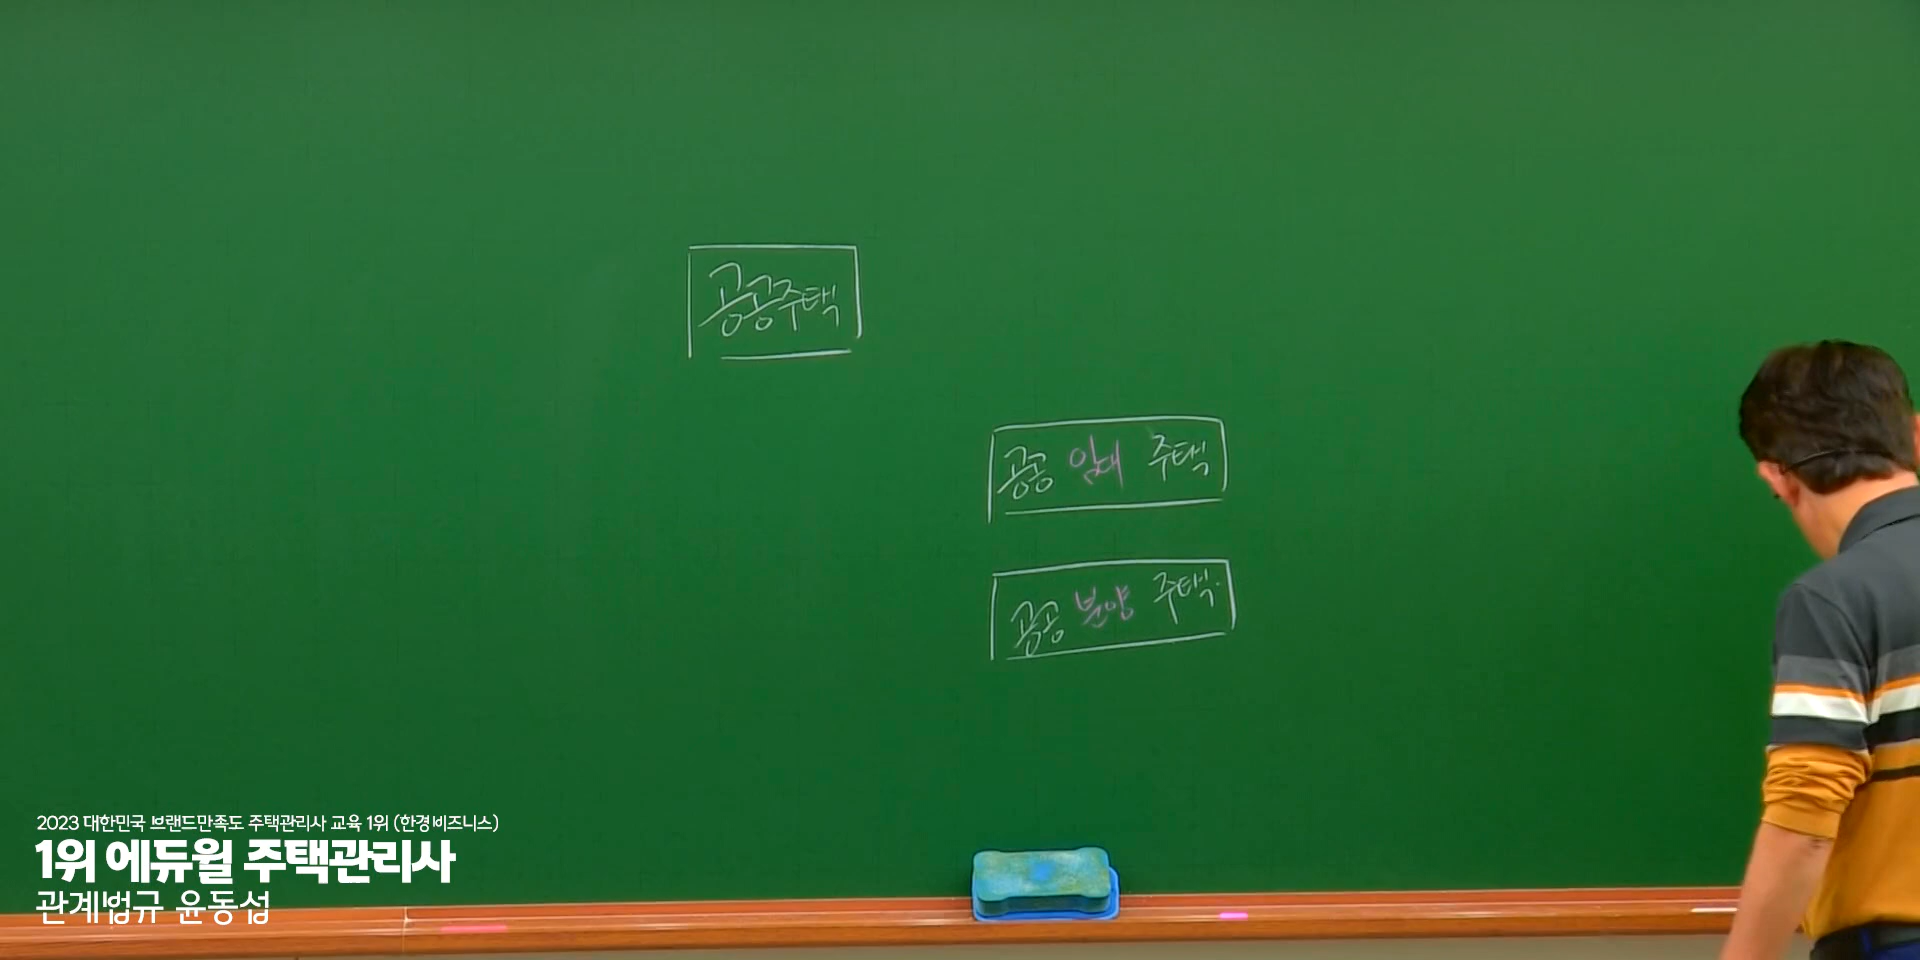 공공주택
공공 임대 주택
공공 분양 주택
2023 대한민국 브랜드만족도 주택관리사 교육 1위 (한경비즈니스)
1위 에듀윌 주택관리사
관계법규 윤동섭